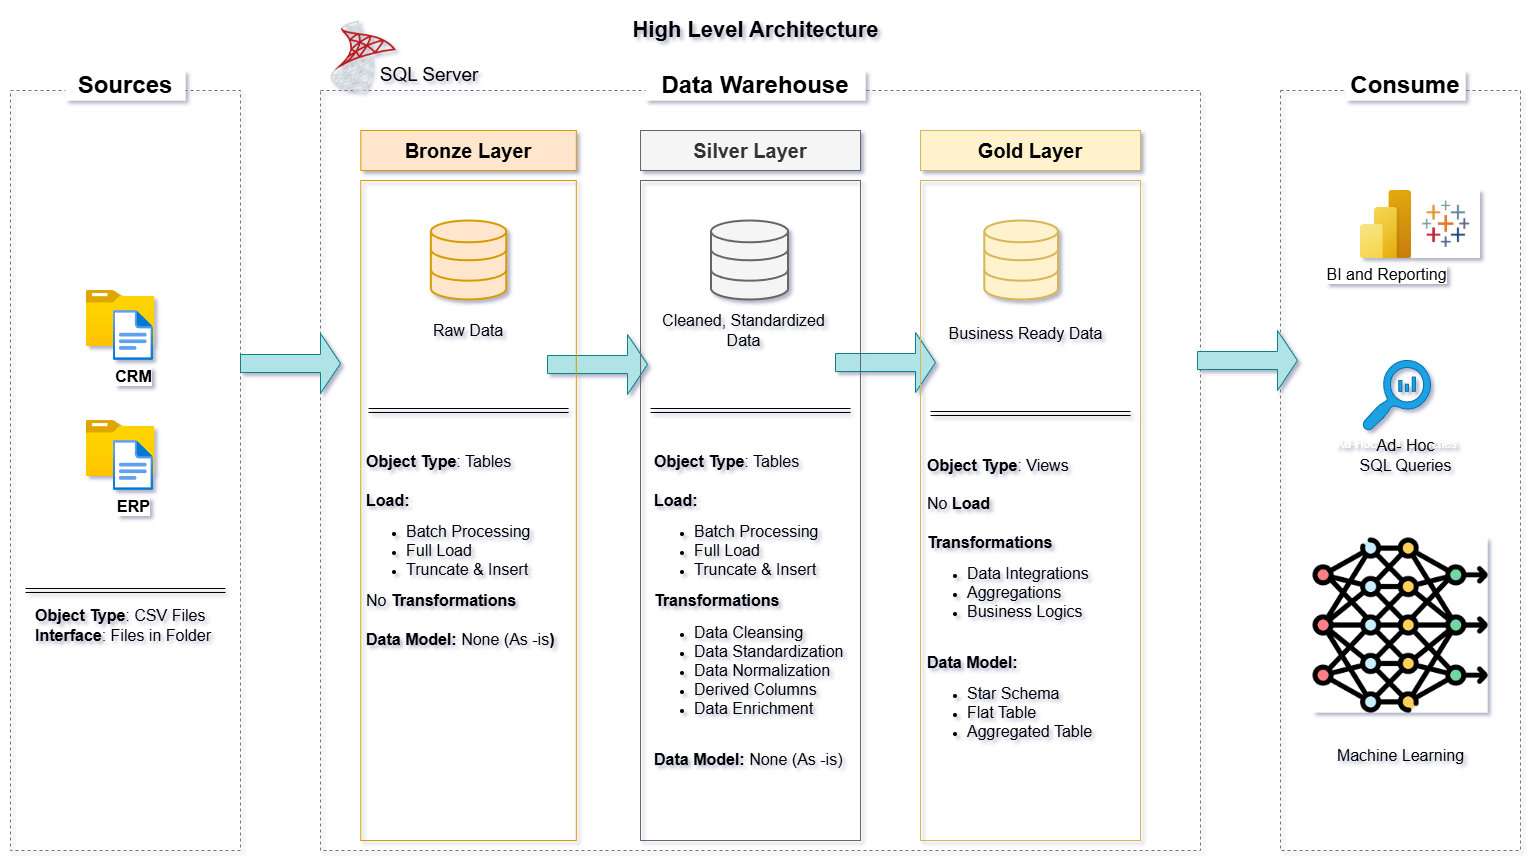 High Level Architecture
SQL Server
Sources
Data Warehouse
Consume
CRM
ERP
Object Type: CSV Files
Interface: Files in Folder
Bronze Layer
Raw Data
Object Type: Tables
Load:
Batch Processing
Full Load
Truncate & Insert
No Transformations
Data Model: None (As -is)
Silver Layer
Cleaned, Standardized
Data
Object Type: Tables
Load:
Batch Processing
Full Load
Truncate & Insert
Transformations
Data Cleansing
Data Standardization
Data Normalization
Derived Columns
Data Enrichment
Data Model: None (As -is)
Gold Layer
Business Ready Data
Object Type: Views
No Load
Transformations
Data Integrations
Aggregations
Business Logics
Data Model:
Star Schema
Flat Table
Aggregated Table
BI and Reporting
Ad- Hoc
SQL Queries
Machine Learning